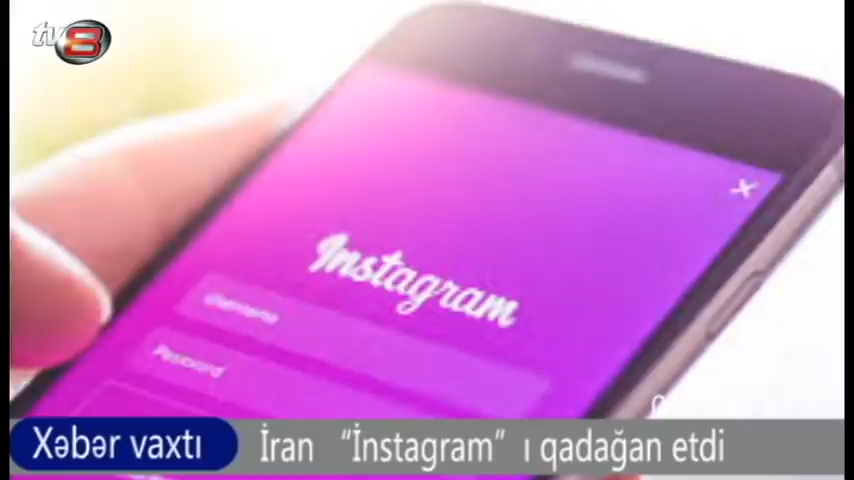 tv8
Instagram
Username
Password
Xəbər vaxtı
İran “İnstagram” ı qadağan etdi